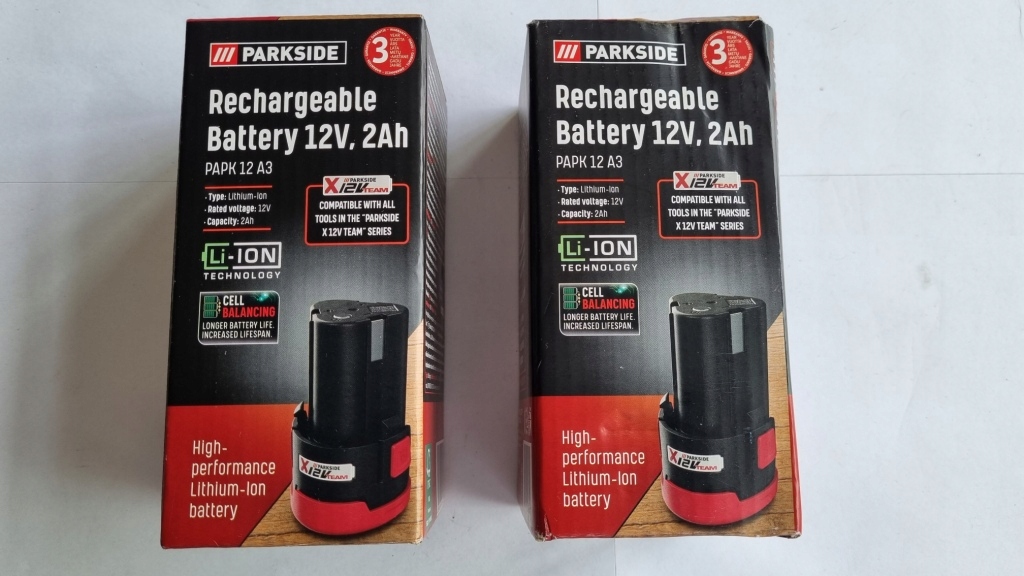 PARKSIDE
3
Rechargeable
Battery 12V, 2Ah
PAPK 12 A3
· Type: Lithium-Ion
· Rated voltage: 12V
· Capacity: 2Ah
PARKSIDE
X12V TEAM
COMPATIBLE WITH ALL
TOOLS IN THE "PARKSIDE
X 12V TEAM" SERIES
Li-ION
TECHNOLOGY
CELL
BALANCING
LONGER BATTERY LIFE.
INCREASED LIFESPAN.
High-
performance
Lithium-Ion
battery
PARKSIDE
X12V TEAM
PARKSIDE
3
Rechargeable
Battery 12V, 2Ah
PAPK 12 A3
· Type: Lithium-Ion
· Rated voltage: 12V
· Capacity: 2Ah
PARKSIDE
X12V TEAM
COMPATIBLE WITH ALL
TOOLS IN THE "PARKSIDE
X 12V TEAM" SERIES
Li-ION
TECHNOLOGY
CELL
BALANCING
LONGER BATTERY LIFE.
INCREASED LIFESPAN.
High-
performance
Lithium-Ion
battery
PARKSIDE
X12V TEAM